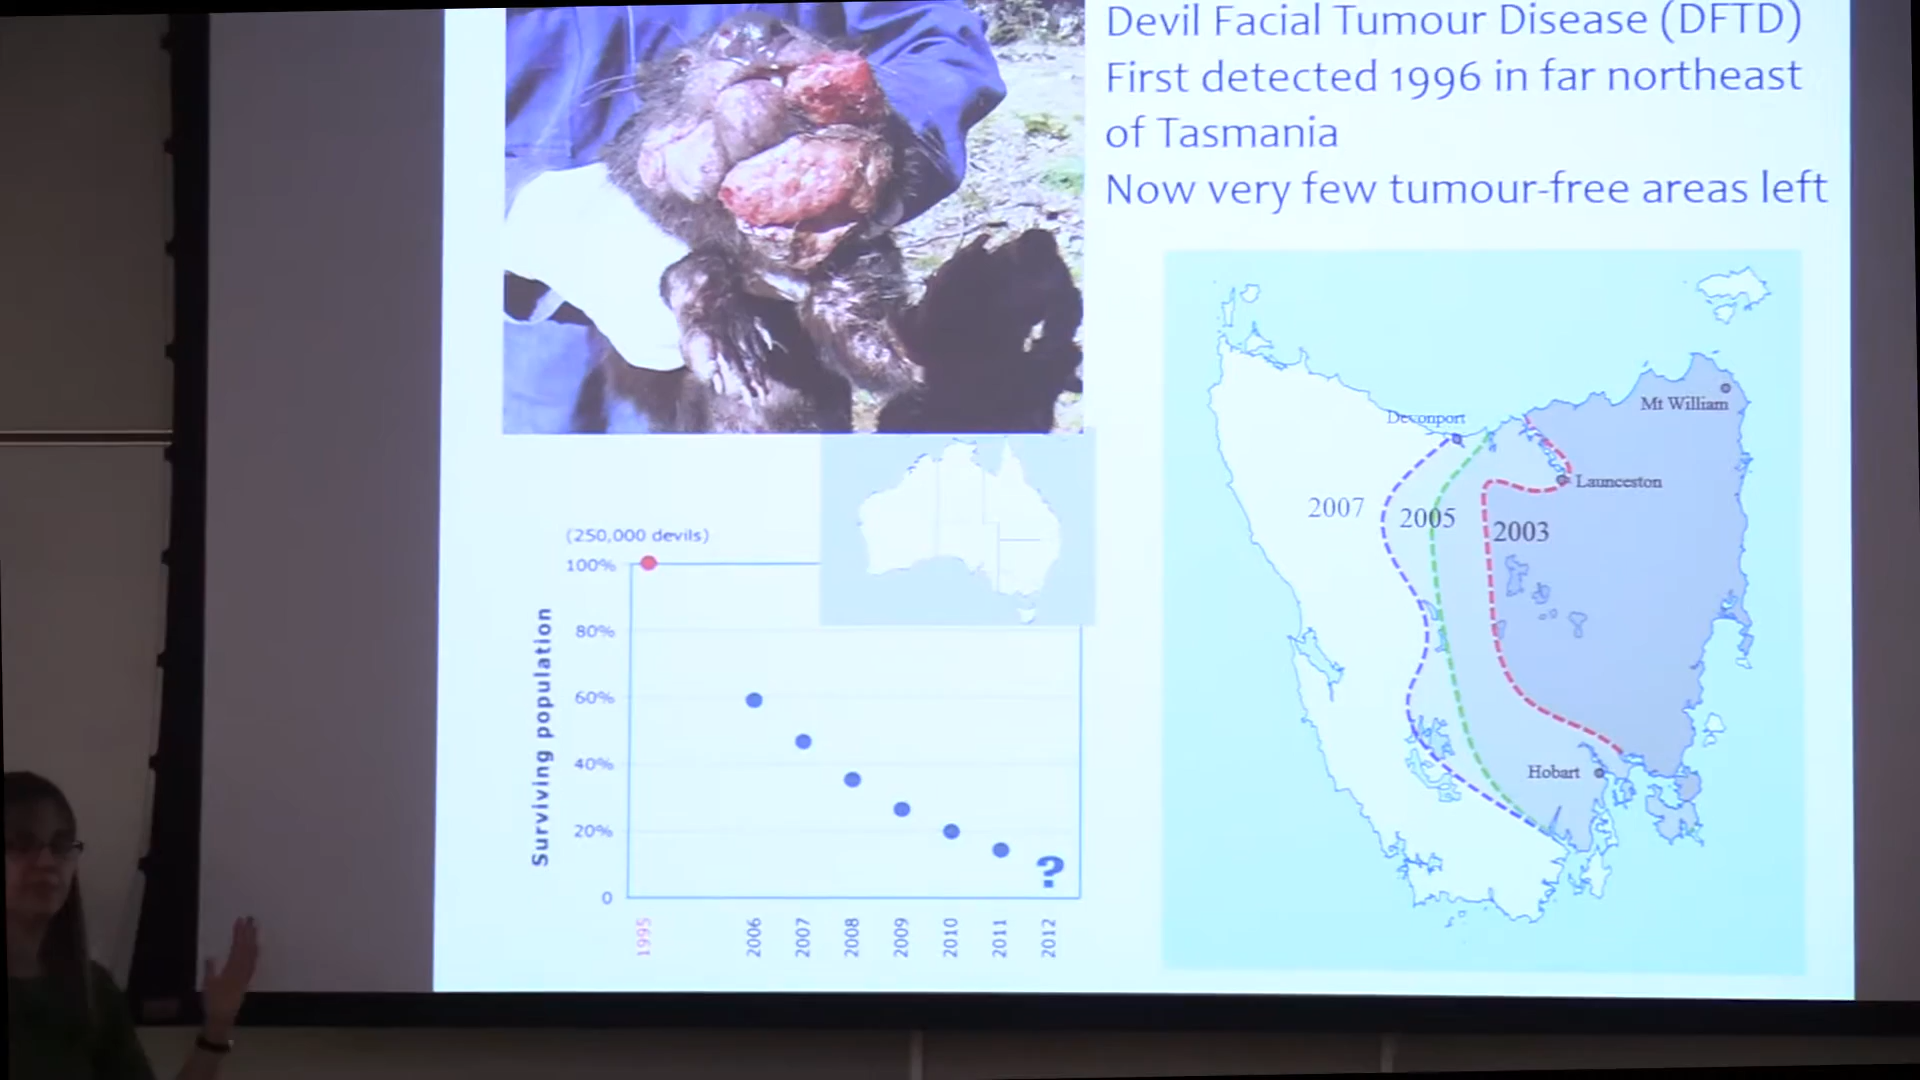 Devil Facial Tumour Disease (DFTD)
First detected 1996 in far northeast
of Tasmania
Now very few tumour-free areas left
(250,000 devils)
100%
80%
60%
40%
20%
0
Surviving population
1995
2006
2007
2008
2009
2010
2011
2012
?
Mt William
Devonport
Launceston
2007
2005
2003
Hobart